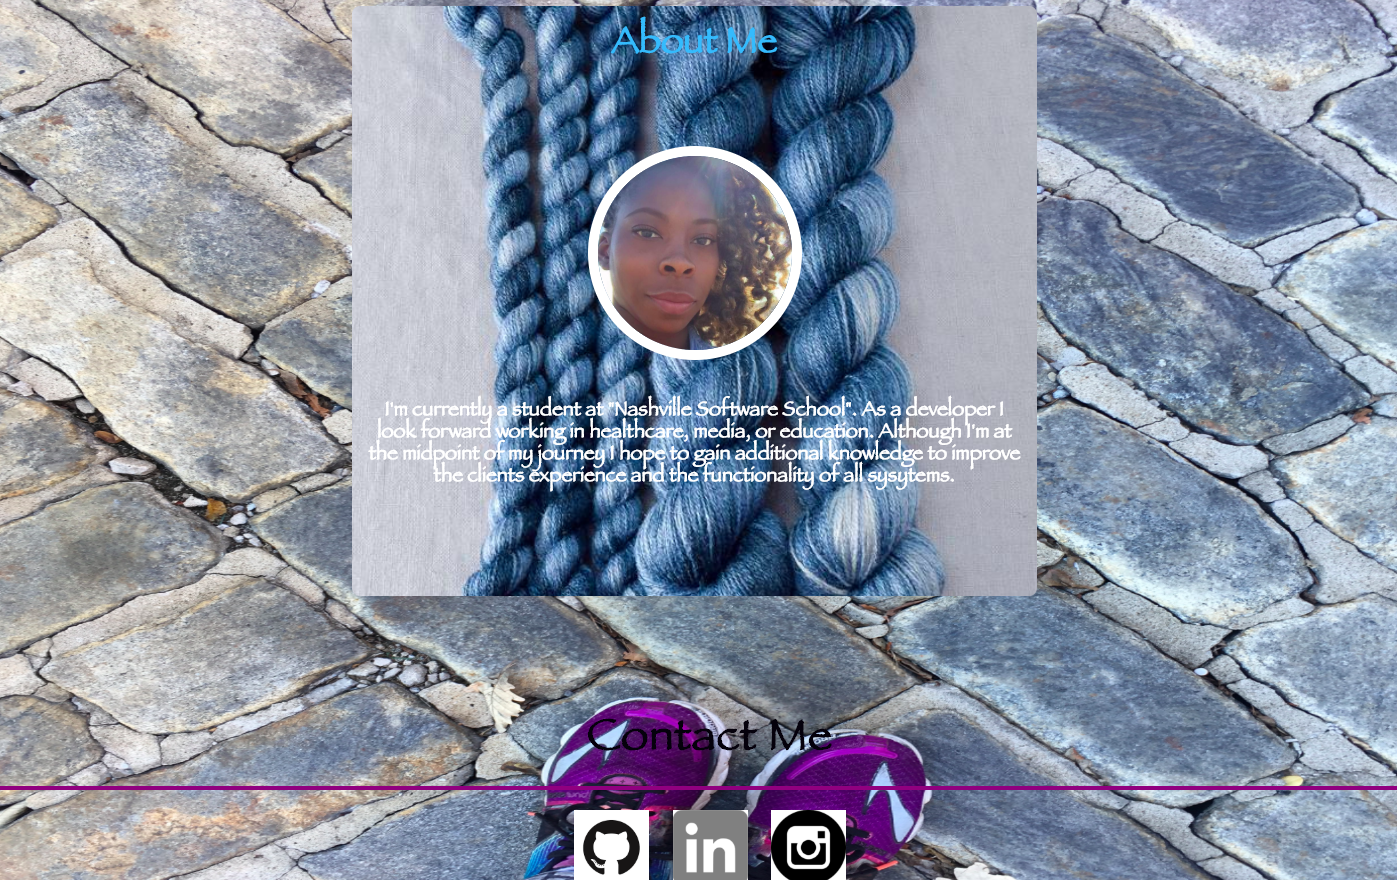 About Me
I'm currently a student at "Nashville Software School". As a developer I
look forward working in healthcare, media, or education. Although I'm at
the midpoint of my journey I hope to gain additional knowledge to improve
the clients experience and the functionality of all sysytems.
Contact Me
in